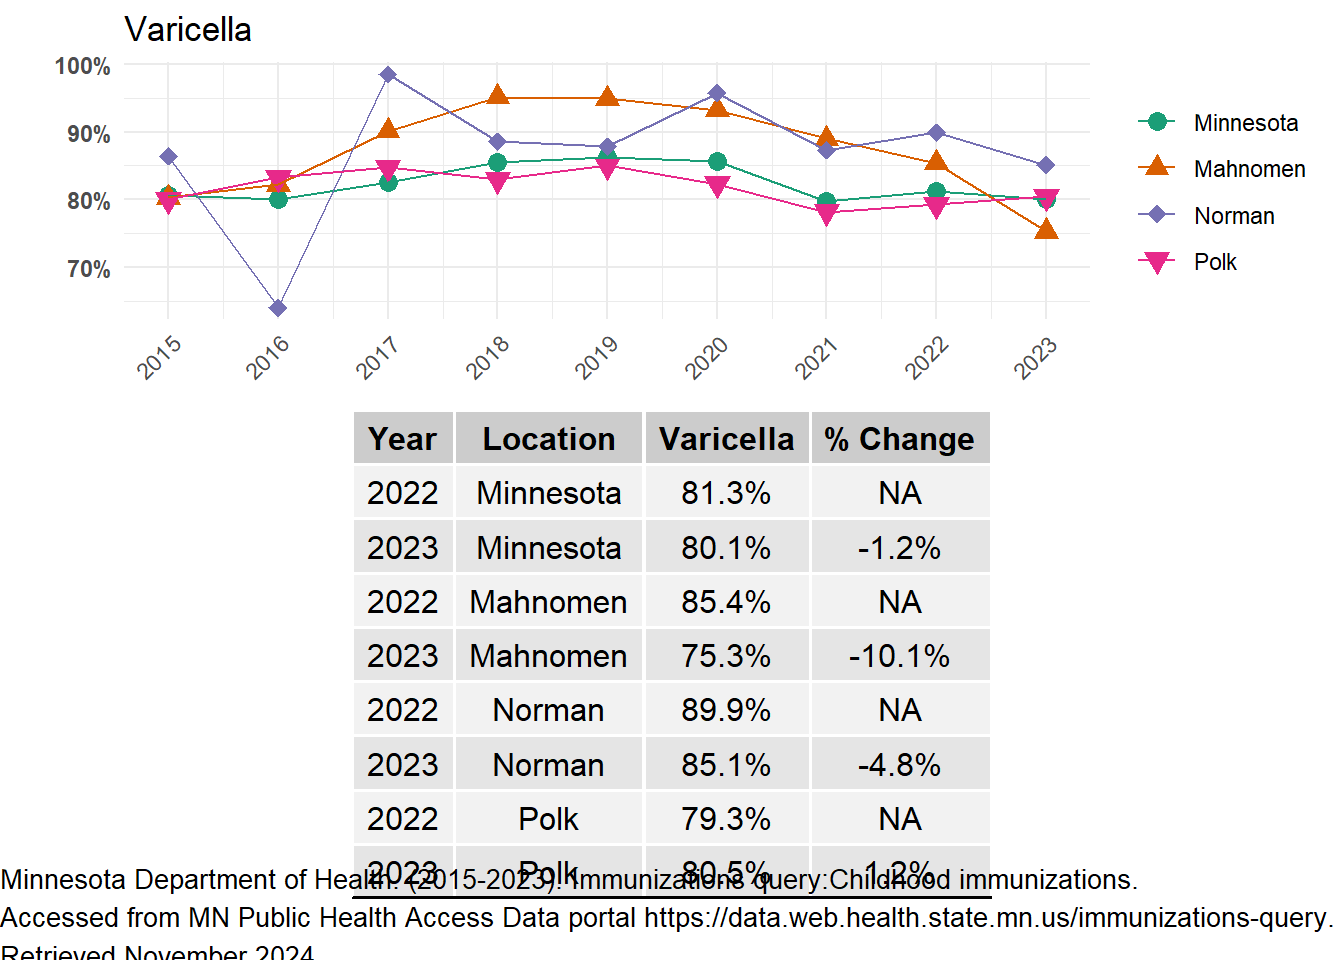 Varicella
100%
90%
80%
70%
2015 2016 2017 2018 2019 2020 2021 2022 2023
Minnesota
Mahnomen
Norman
Polk
Year Location Varicella % Change
2022 Minnesota 81.3% NA
2023 Minnesota 80.1% -1.2%
2022 Mahnomen 85.4% NA
2023 Mahnomen 75.3% -10.1%
2022 Norman 89.9% NA
2023 Norman 85.1% -4.8%
2022 Polk 79.3% NA
2023 Polk 80.5% 1.2%
Minnesota Department of Health. (2015-2023). Immunizations query:Childhood immunizations.
Accessed from MN Public Health Access Data portal https://data.web.health.state.mn.us/immunizations-query.
Retrieved November 2024